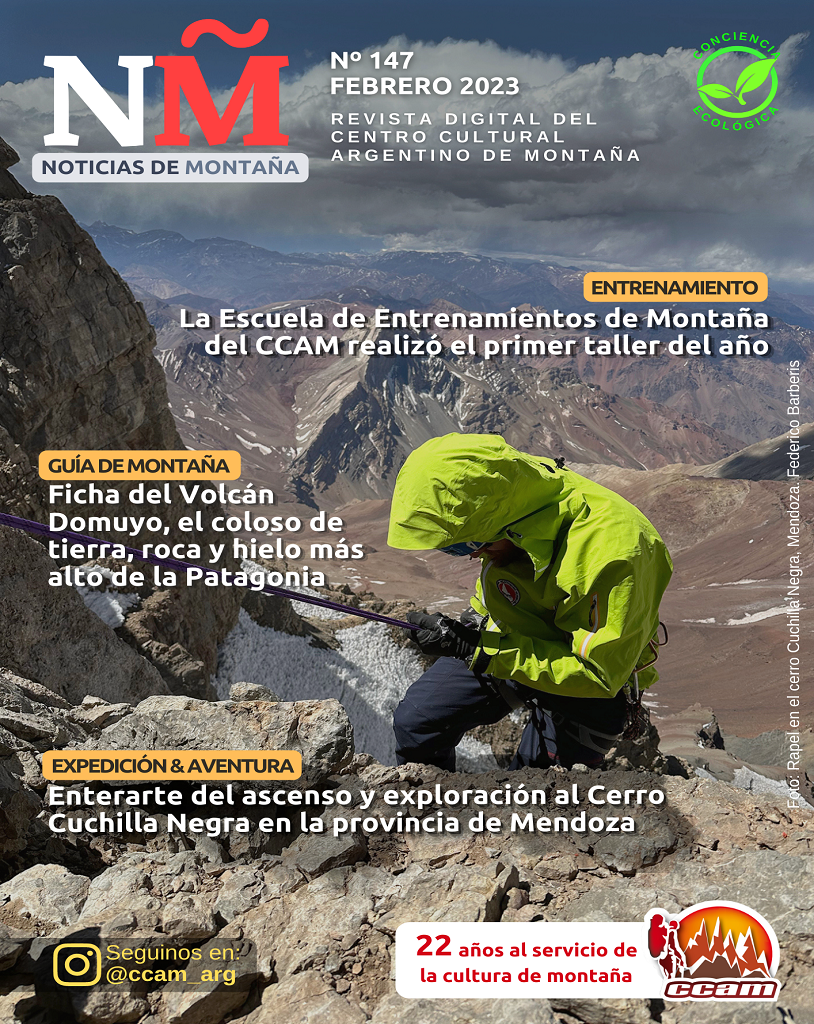 NM̃
NOTICIAS DE MONTAÑA
Nº 147
FEBRERO 2023
REVISTA DIGITAL DEL
CENTRO CULTURAL
ARGENTINO DE MONTAÑA
CONCIENCIA
ECOLÓGICA
ENTRENAMIENTO
La Escuela de Entrenamientos de Montaña
del CCAM realizó el primer taller del año
GUÍA DE MONTAÑA
Ficha del Volcán
Domuyo, el coloso de
tierra, roca y hielo más
alto de la Patagonia
Foto: Rapel en el cerro Cuchilla Negra, Mendoza. Federico Barberis
EXPEDICIÓN & AVENTURA
Enterarte del ascenso y exploración al Cerro
Cuchilla Negra en la provincia de Mendoza
Seguinos en:
@ccam_arg
22 años al servicio de
la cultura de montaña
ccam